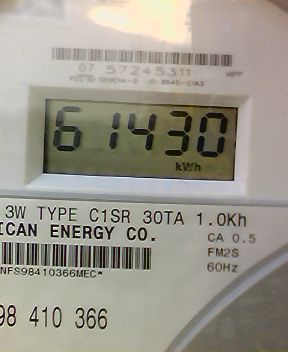 07 57245311
61430
kWh
3W TYPE C1SR 30TA 1.0Kh
ICAN ENERGY CO.
CA 0.5
FM2S
60Hz
NFS98410366MEC*
98 410 366